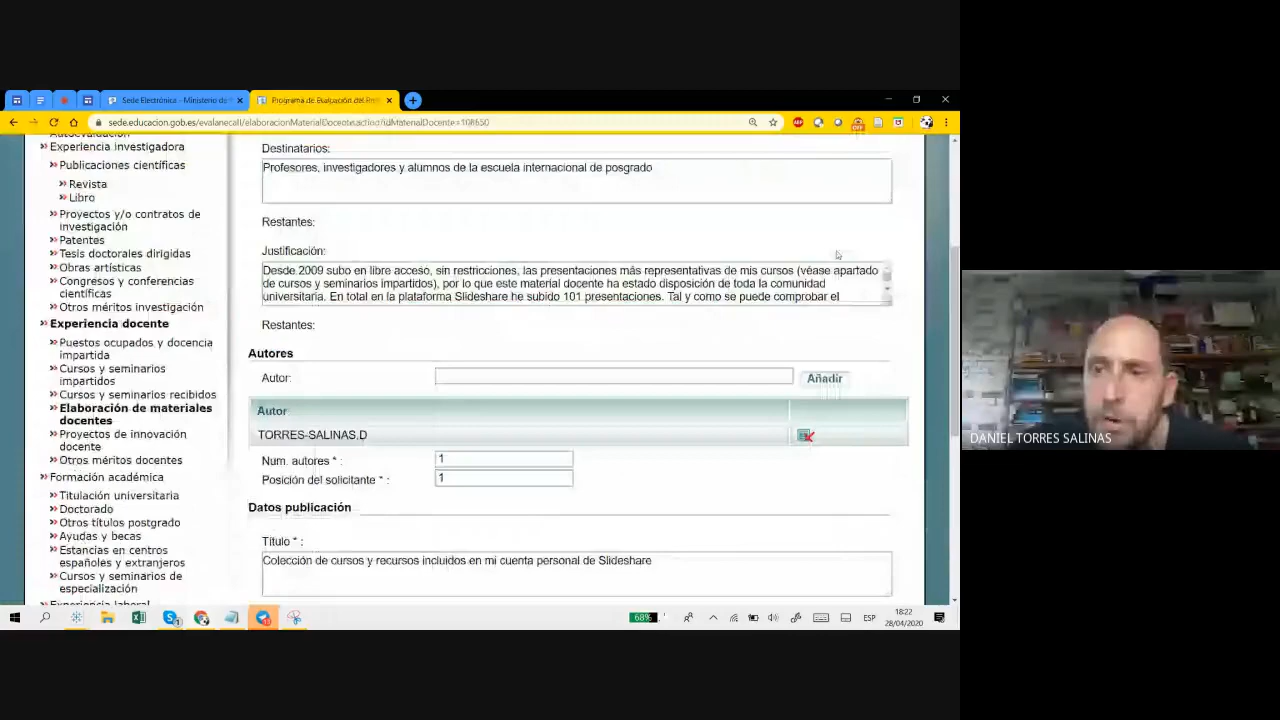 Sede Electrónica - Ministerio de
Programa de Evaluación del Pro
sede.educacion.gob.es/evalanecall/elaboracionMaterialDocente.action?idMaterialDocente=108650
Autoevaluación
Experiencia investigadora
Publicaciones científicas
Revista
Libro
Proyectos y/o contratos de
investigación
Patentes
Tesis doctorales dirigidas
Obras artísticas
Congresos y conferencias
científicas
Otros méritos investigación
Experiencia docente
Puestos ocupados y docencia
impartida
Cursos y seminarios
impartidos
Cursos y seminarios recibidos
Elaboración de materiales
docentes
Proyectos de innovación
docente
Otros méritos docentes
Formación académica
Titulación universitaria
Doctorado
Otros títulos postgrado
Ayudas y becas
Estancias en centros
españoles y extranjeros
Cursos y seminarios de
especialización
Experiencia laboral
Destinatarios:
Profesores, investigadores y alumnos de la escuela internacional de posgrado
Restantes:
Justificación:
Desde 2009 subo en libre acceso, sin restricciones, las presentaciones más representativas de mis cursos (véase apartado
de cursos y seminarios impartidos), por lo que este material docente ha estado disposición de toda la comunidad
universitaria. En total en la plataforma Slideshare he subido 101 presentaciones. Tal y como se puede comprobar el
Restantes:
Autores
Autor:
Añadir
Autor
TORRES-SALINAS.D
Num. autores * :
1
Posición del solicitante * :
1
Datos publicación
Título * :
Colección de cursos y recursos incluidos en mi cuenta personal de Slideshare
68%
ESP
18:22
28/04/2020
DANIEL TORRES SALINAS